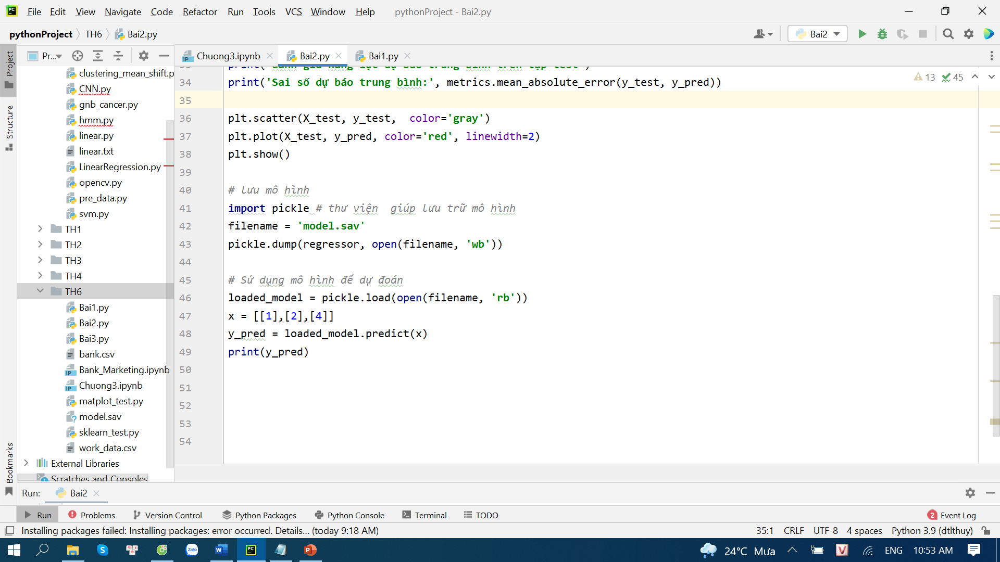 File Edit View Navigate Code Refactor Run Tools VCS Window Help pythonProject - Bai2.py
pythonProject TH6 Bai2.py
Bai2
Pr...
Chuong3.ipynb Bai2.py Bai1.py
Project
Structure
Bookmarks
clustering_mean_shift.p
CNN.py
gnb_cancer.py
hmm.py
linear.py
linear.txt
LinearRegression.py
opencv.py
pre_data.py
svm.py
TH1
TH2
TH3
TH4
TH6
Bai1.py
Bai2.py
Bai3.py
bank.csv
Bank_Marketing.ipynb
Chuong3.ipynb
matplot_test.py
model.sav
sklearn_test.py
work_data.csv
External Libraries
Scratches and Consoles
13 45
34 print('Sai số dự báo trung bình:', metrics.mean_absolute_error(y_test, y_pred))
35
36 plt.scatter(X_test, y_test,  color='gray')
37 plt.plot(X_test, y_pred, color='red', linewidth=2)
38 plt.show()
39
40 # lưu mô hình
41 import pickle # thư viện  giúp lưu trữ mô hình
42 filename = 'model.sav'
43 pickle.dump(regressor, open(filename, 'wb'))
44
45 # Sử dụng mô hình để dự đoán
46 loaded_model = pickle.load(open(filename, 'rb'))
47 x = [[1],[2],[4]]
48 y_pred = loaded_model.predict(x)
49 print(y_pred)
50
51
52
53
54
Run: Bai2
Run Problems Version Control Python Packages Python Console Terminal TODO 2 Event Log
Installing packages failed: Installing packages: error occurred. Details... (today 9:18 AM) 35:1 CRLF UTF-8 4 spaces Python 3.9 (dtlthuy)
24°C Mưa ENG 10:53 AM